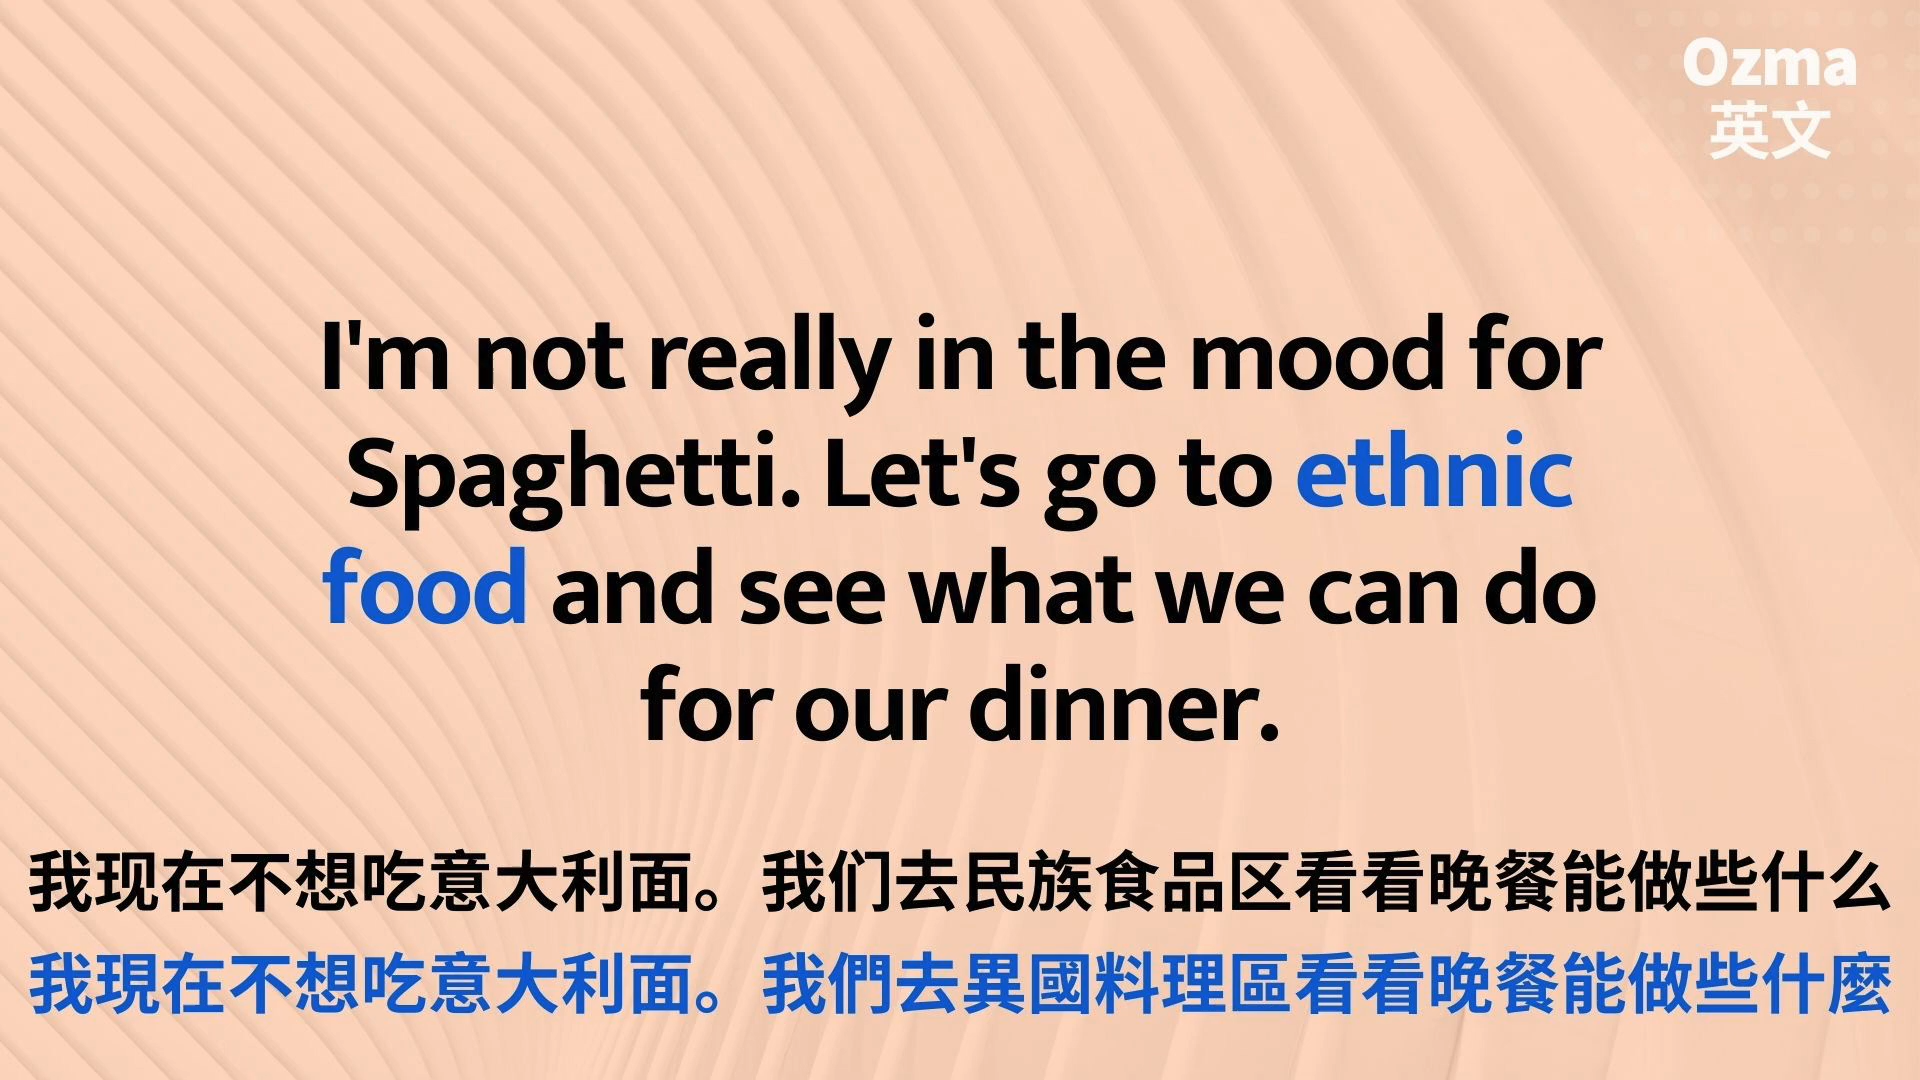 Ozma
英文
I'm not really in the mood for
Spaghetti. Let's go to ethnic
food and see what we can do
for our dinner.
我现在不想吃意大利面。我们去民族食品区看看晚餐能做些什么
我現在不想吃意大利面。我們去異國料理區看看晚餐能做些什麼